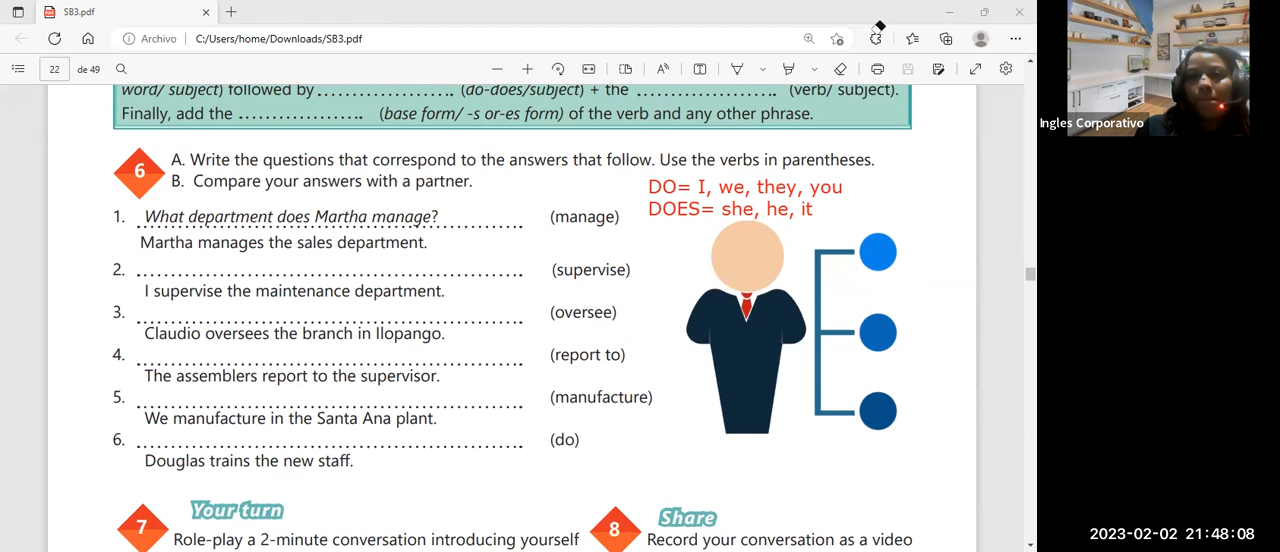 SB3.pdf
Archivo C:/Users/home/Downloads/SB3.pdf
22 de 49
word/ subject) followed by.................... (do-does/subject) + the .................... (verb/ subject).
Finally, add the .................. (base form/ -s or-es form) of the verb and any other phrase.
6
A. Write the questions that correspond to the answers that follow. Use the verbs in parentheses.
B. Compare your answers with a partner.
DO= I, we, they, you
DOES= she, he, it
1. What department does Martha manage? (manage)
Martha manages the sales department.
2. (supervise)
I supervise the maintenance department.
3. (oversee)
Claudio oversees the branch in Ilopango.
4. (report to)
The assemblers report to the supervisor.
5. (manufacture)
We manufacture in the Santa Ana plant.
6. (do)
Douglas trains the new staff.
7 Your turn
Role-play a 2-minute conversation introducing yourself
8 Share
Record your conversation as a video
Ingles Corporativo
2023-02-02 21:48:08